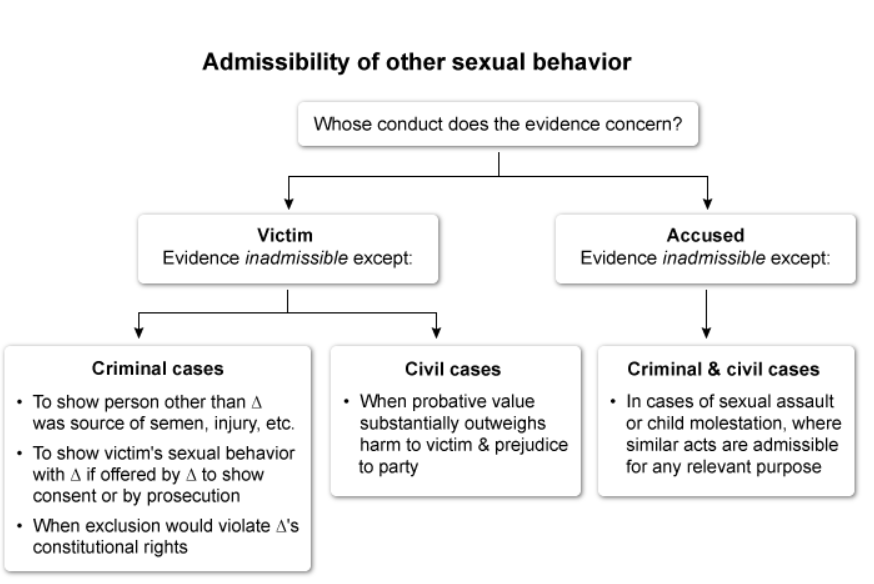 Admissibility of other sexual behavior
Whose conduct does the evidence concern?
Victim
Evidence inadmissible except:
Accused
Evidence inadmissible except:
Criminal cases
• To show person other than Δ
was source of semen, injury, etc.
• To show victim's sexual behavior
with Δ if offered by Δ to show
consent or by prosecution
• When exclusion would violate Δ's
constitutional rights
Civil cases
• When probative value
substantially outweighs
harm to victim & prejudice
to party
Criminal & civil cases
• In cases of sexual assault
or child molestation, where
similar acts are admissible
for any relevant purpose